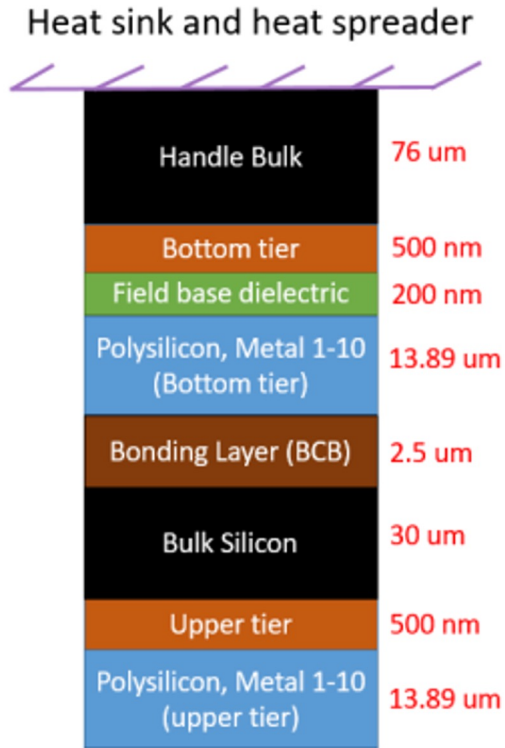 Heat sink and heat spreader
Handle Bulk
76 um
Bottom tier
500 nm
Field base dielectric
200 nm
Polysilicon, Metal 1-10
(Bottom tier)
13.89 um
Bonding Layer (BCB)
2.5 um
Bulk Silicon
30 um
Upper tier
500 nm
Polysilicon, Metal 1-10
(upper tier)
13.89 um